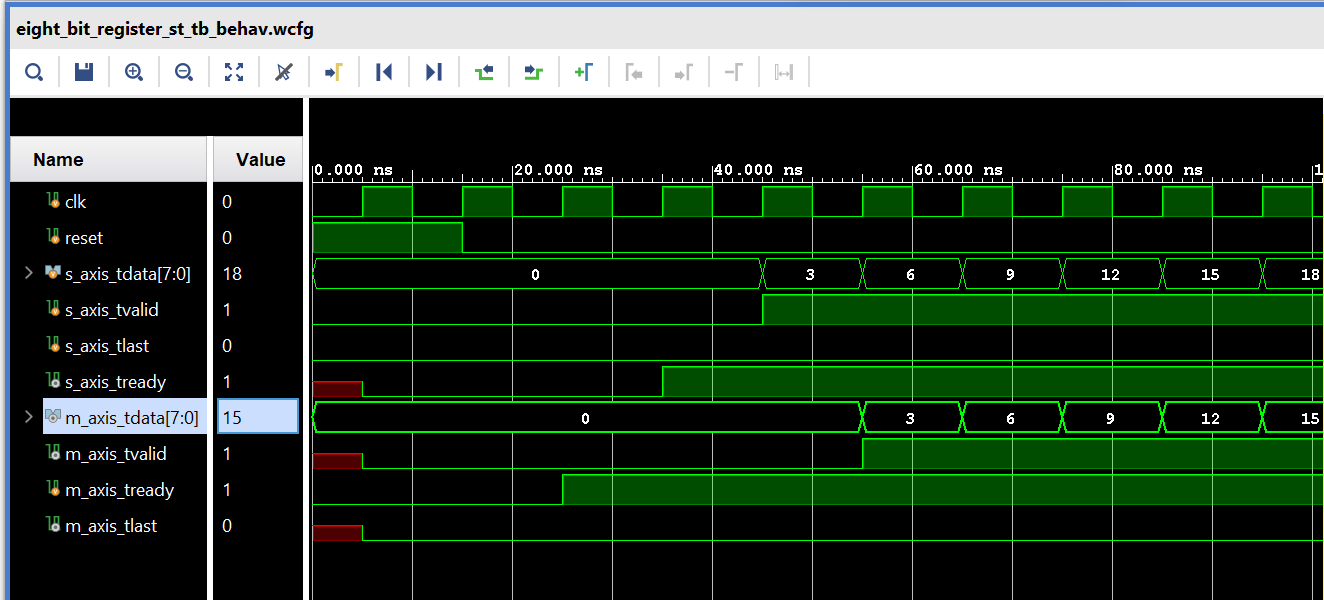 eight_bit_register_st_tb_behav.wcfg
Name Value
0.000 ns 20.000 ns 40.000 ns 60.000 ns 80.000 ns
clk 0
reset 0
s_axis_tdata[7:0] 18 0 3 6 9 12 15 18
s_axis_tvalid 1
s_axis_tlast 0
s_axis_tready 1
m_axis_tdata[7:0] 15 0 3 6 9 12 15
m_axis_tvalid 1
m_axis_tready 1
m_axis_tlast 0